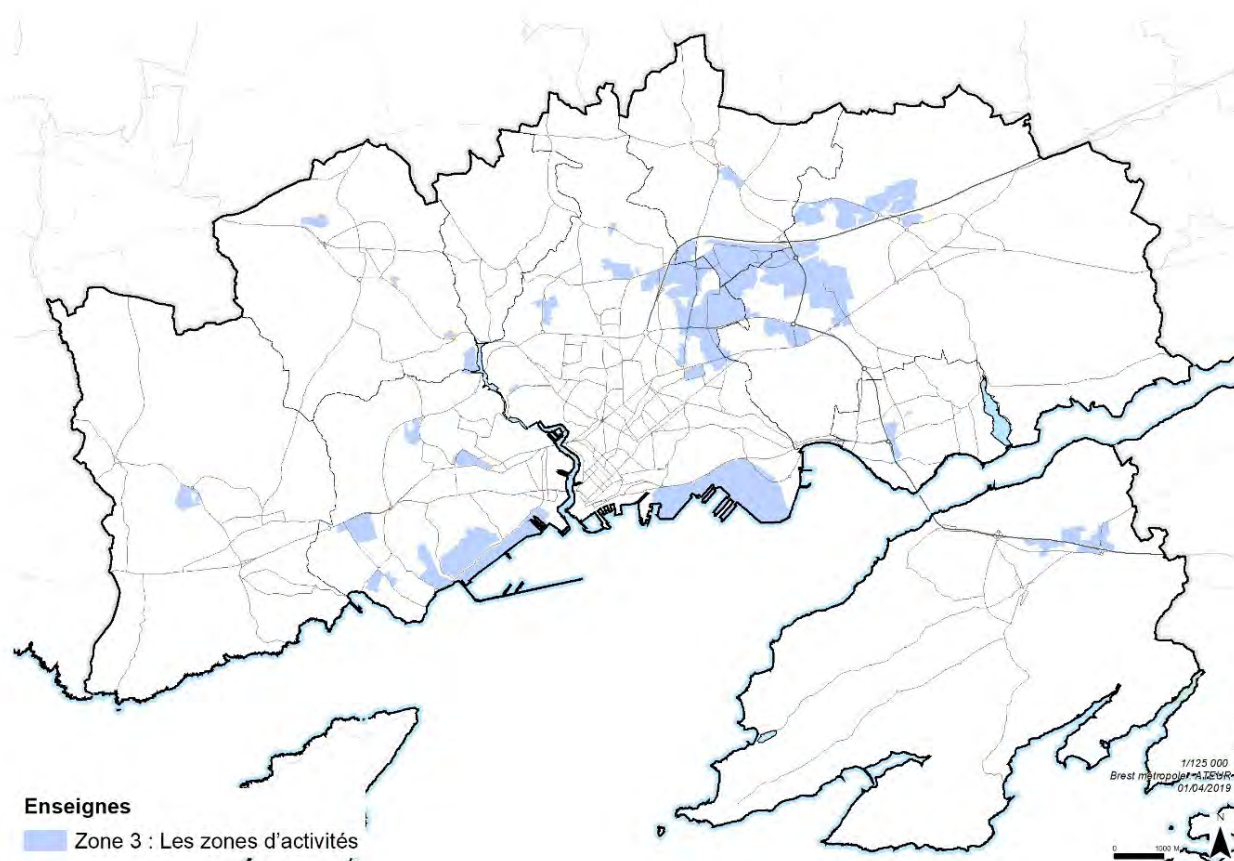 1/125 000
Brest métropole - ATEUR
01/04/2019
Enseignes
Zone 3 : Les zones d'activités
N
0 1000 M